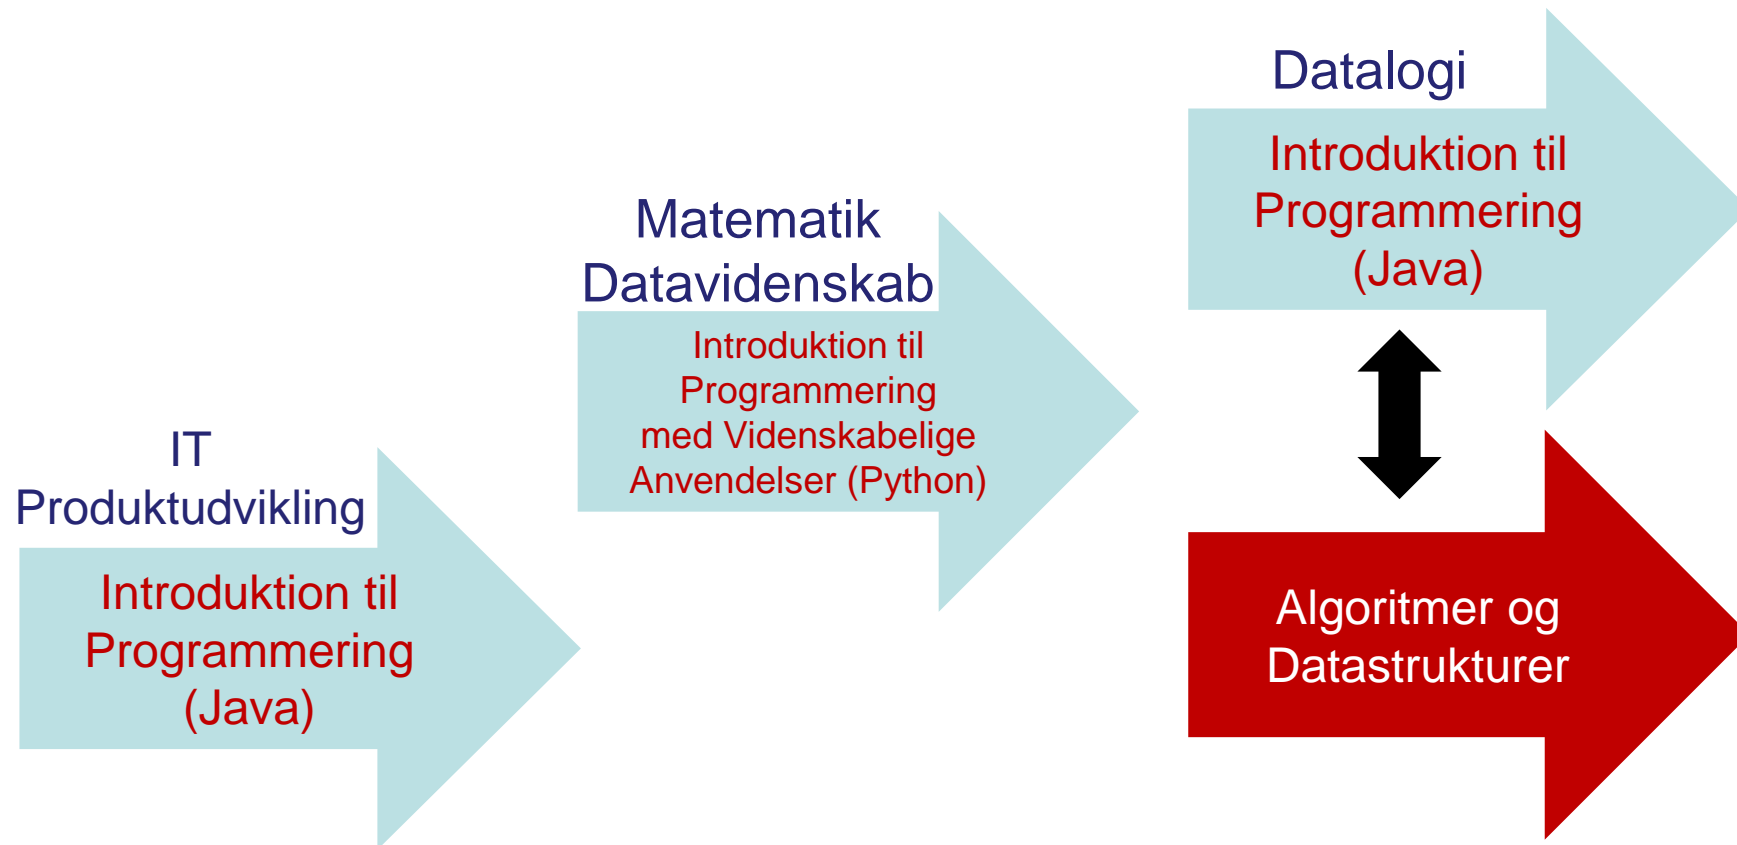 IT
Produktudvikling
Introduktion til
Programmering
(Java)
Matematik
Datavidenskab
Introduktion til
Programmering
med Videnskabelige
Anvendelser (Python)
Datalogi
Introduktion til
Programmering
(Java)
Algoritmer og
Datastrukturer